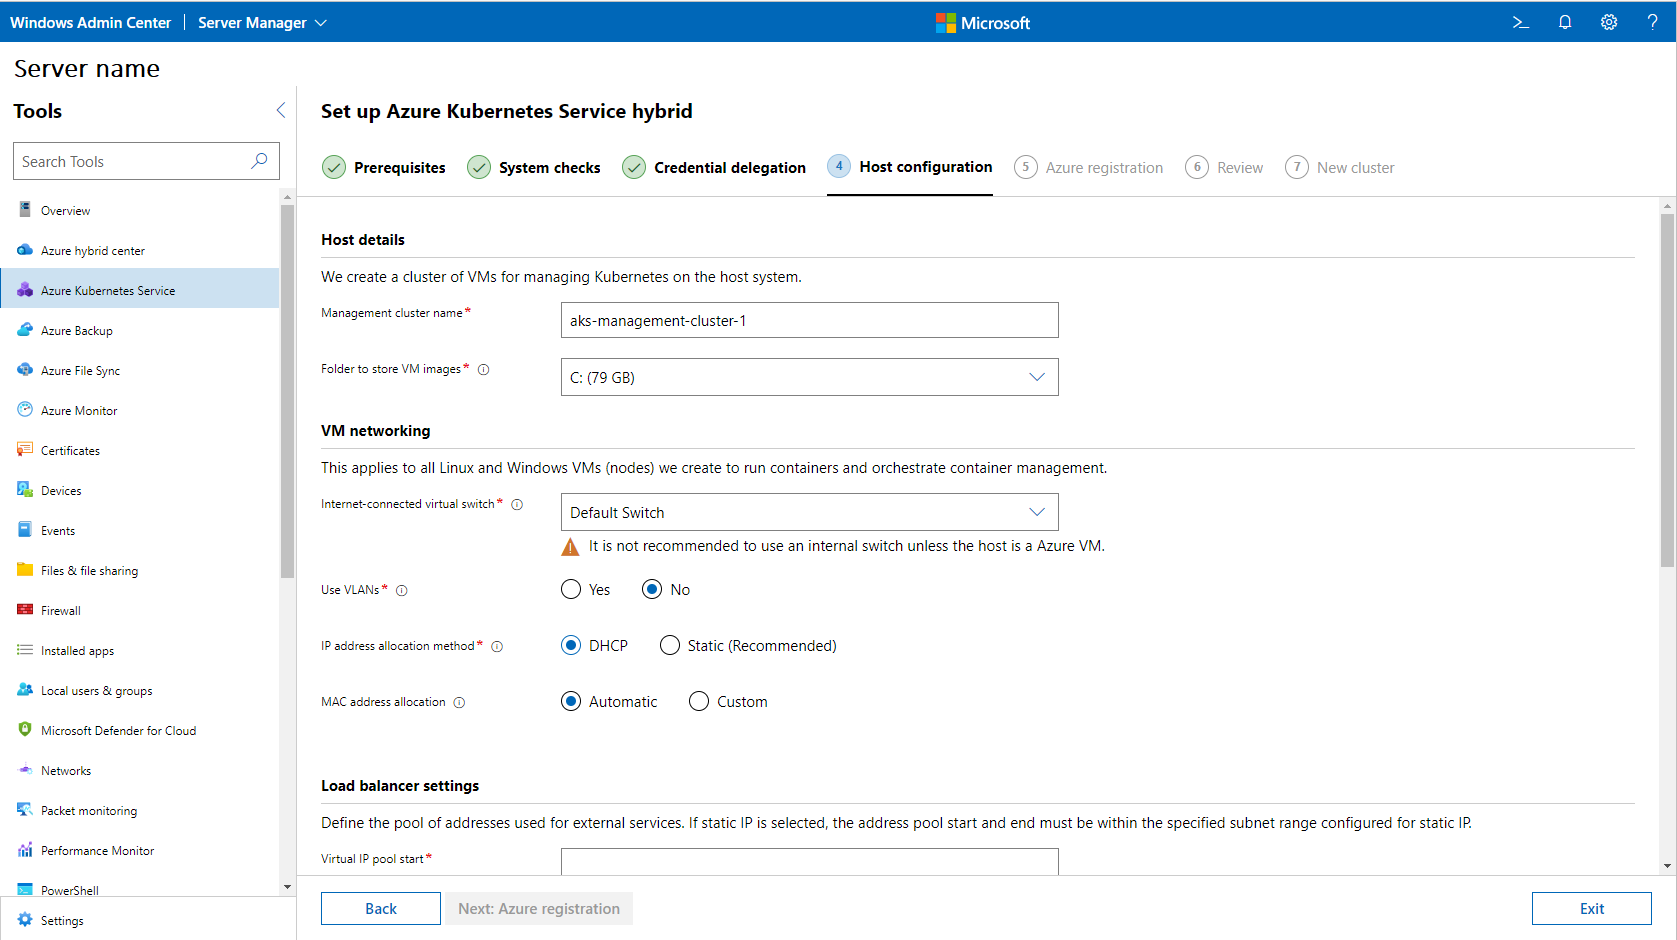 Windows Admin Center | Server Manager
Microsoft
>_
?
Server name
Tools
Search Tools
Overview
Azure hybrid center
Azure Kubernetes Service
Azure Backup
Azure File Sync
Azure Monitor
Certificates
Devices
Events
Files & file sharing
Firewall
Installed apps
Local users & groups
Microsoft Defender for Cloud
Networks
Packet monitoring
Performance Monitor
PowerShell
Settings
Set up Azure Kubernetes Service hybrid
Prerequisites
System checks
Credential delegation
4 Host configuration
5 Azure registration
6 Review
7 New cluster
Host details
We create a cluster of VMs for managing Kubernetes on the host system.
Management cluster name*
aks-management-cluster-1
Folder to store VM images*
C: (79 GB)
VM networking
This applies to all Linux and Windows VMs (nodes) we create to run containers and orchestrate container management.
Internet-connected virtual switch*
Default Switch
It is not recommended to use an internal switch unless the host is a Azure VM.
Use VLANs*
Yes
No
IP address allocation method*
DHCP
Static (Recommended)
MAC address allocation
Automatic
Custom
Load balancer settings
Define the pool of addresses used for external services. If static IP is selected, the address pool start and end must be within the specified subnet range configured for static IP.
Virtual IP pool start*
Back
Next: Azure registration
Exit